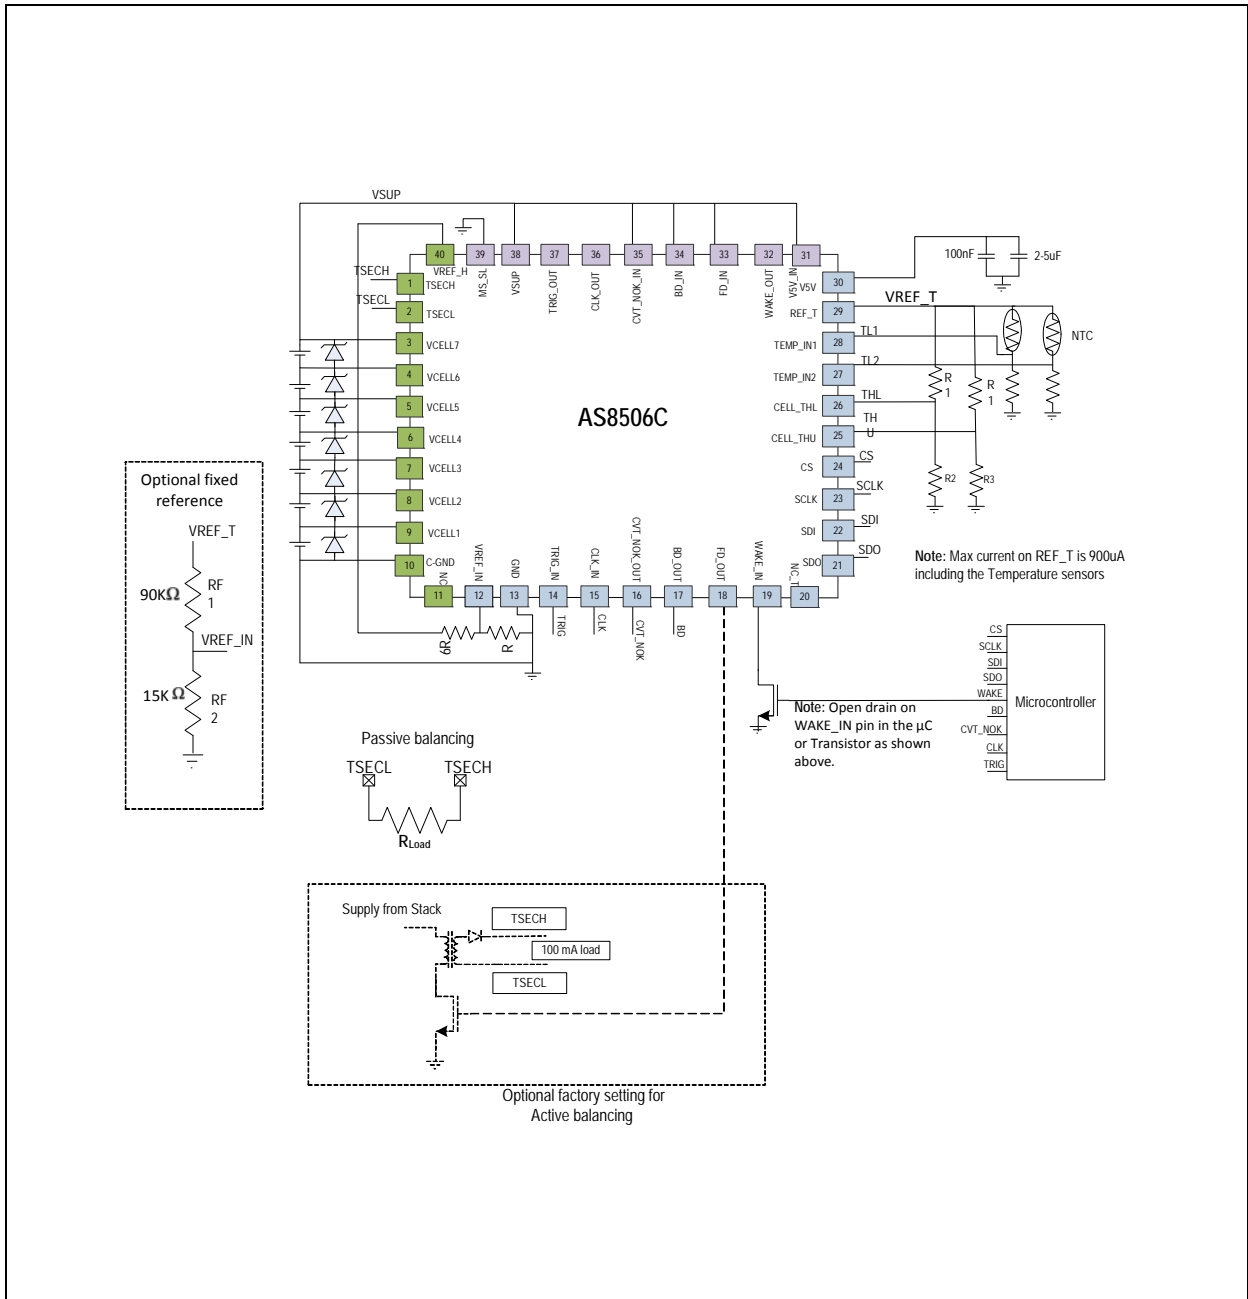 VSUP
40
39
38
37
36
35
34
33
32
31
VREF_H
MS_SL
VSUP
TRIG_OUT
CLK_OUT
CVT_NOK_IN
BD_IN
FD_IN
WAKE_OUT
V5V_IN
TSECH
1
TSECH
TSECL
2
TSECL
3
VCELL7
4
VCELL6
5
VCELL5
6
VCELL4
7
VCELL3
8
VCELL2
9
VCELL1
10
C-GND
AS8506C
30
V5V
29
REF_T
28
TEMP_IN1
27
TEMP_IN2
26
CELL_THL
25
CELL_THU
24
CS
23
SCLK
22
SDI
21
SDO
100nF
2-5uF
VREF_T
TL1
TL2
THL
TH
U
CS
SCLK
SDI
SDO
R
1
R
1
R2
R3
NTC
Note: Max current on REF_T is 900uA
including the Temperature sensors
NC
VREF_IN
GND
TRIG_IN
CLK_IN
CVT_NOK_OUT
BD_OUT
FD_OUT
WAKE_IN
NC_T
11
12
13
14
15
16
17
18
19
20
6R
R
TRIG
CLK
CVT_NOK
BD
Optional fixed
reference
VREF_T
90KΩ
RF
1
VREF_IN
15KΩ
RF
2
CS
SCLK
SDI
SDO
WAKE
BD
CVT_NOK
CLK
TRIG
Microcontroller
Note: Open drain on
WAKE_IN pin in the µC
or Transistor as shown
above.
Passive balancing
TSECL
TSECH
RLoad
Supply from Stack
TSECH
100 mA load
TSECL
Optional factory setting for
Active balancing